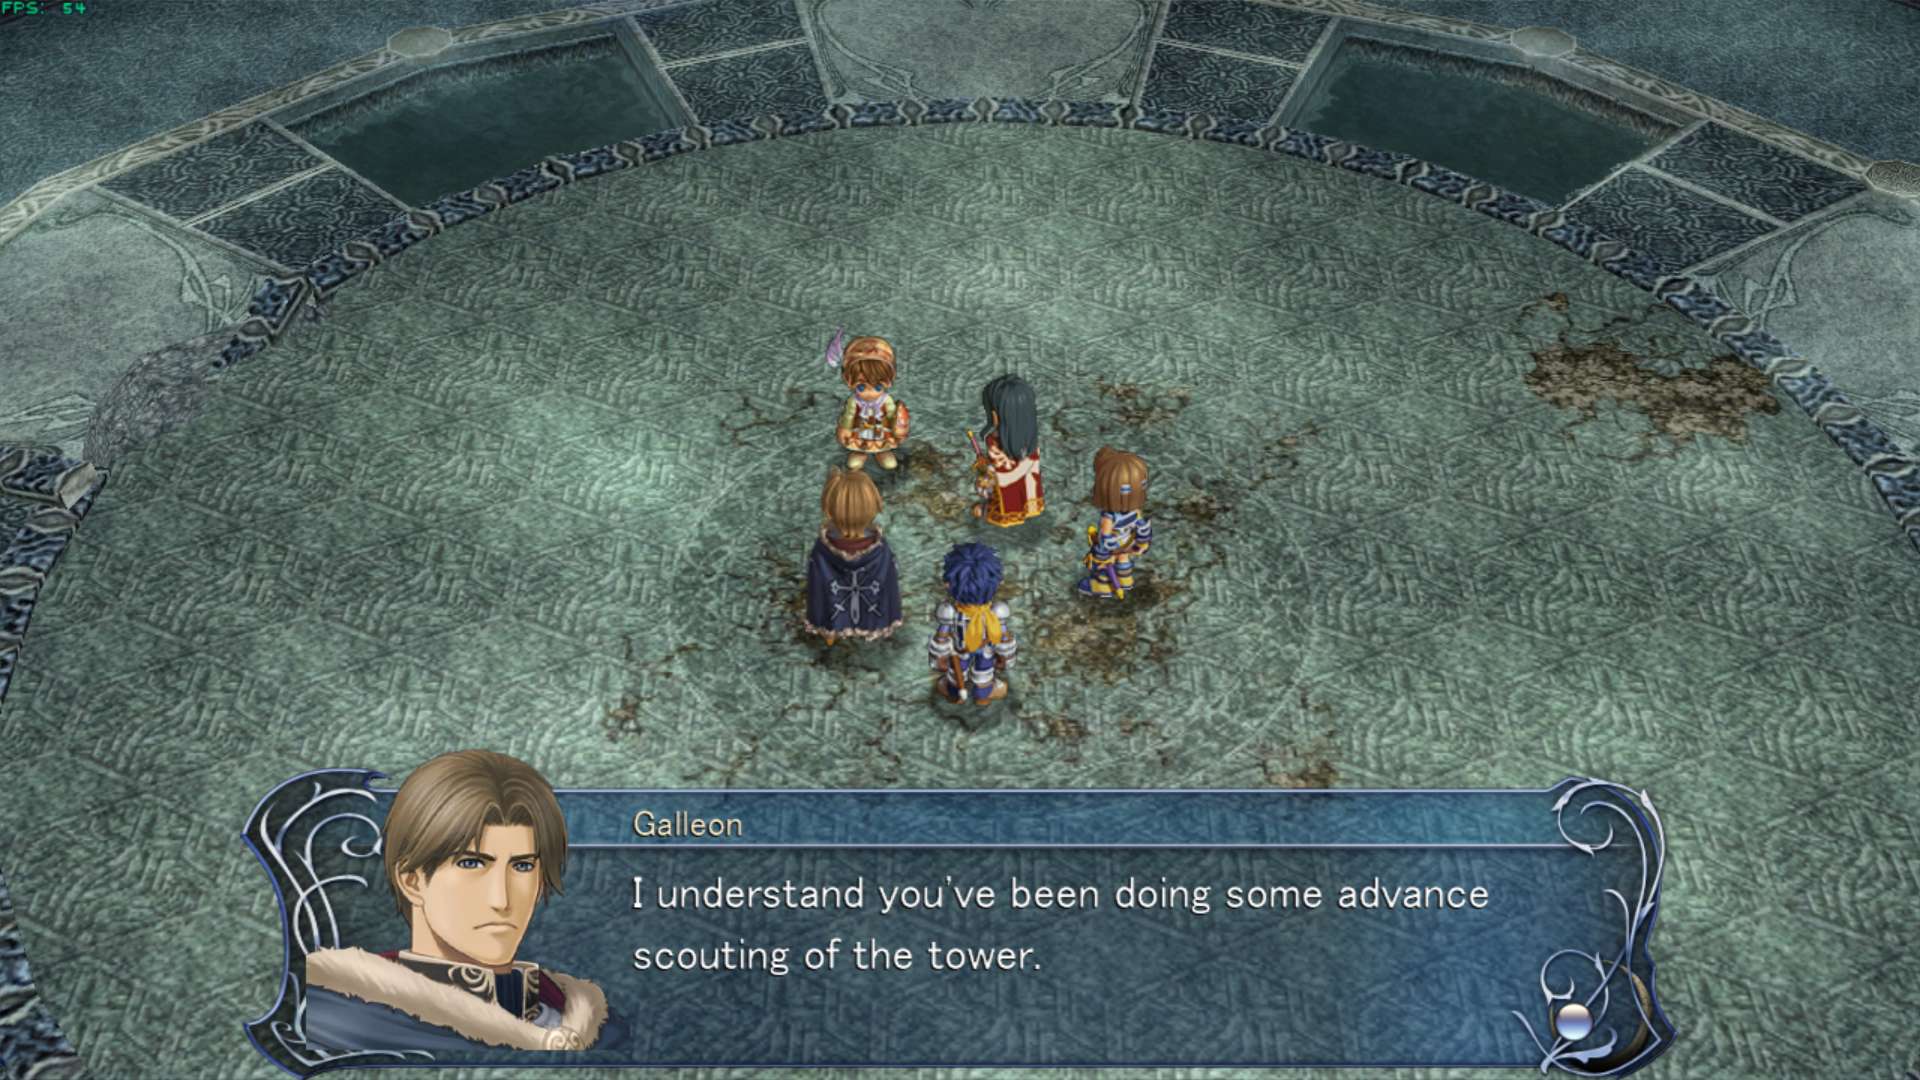 FPS: 54
Galleon
I understand you've been doing some advance
scouting of the tower.